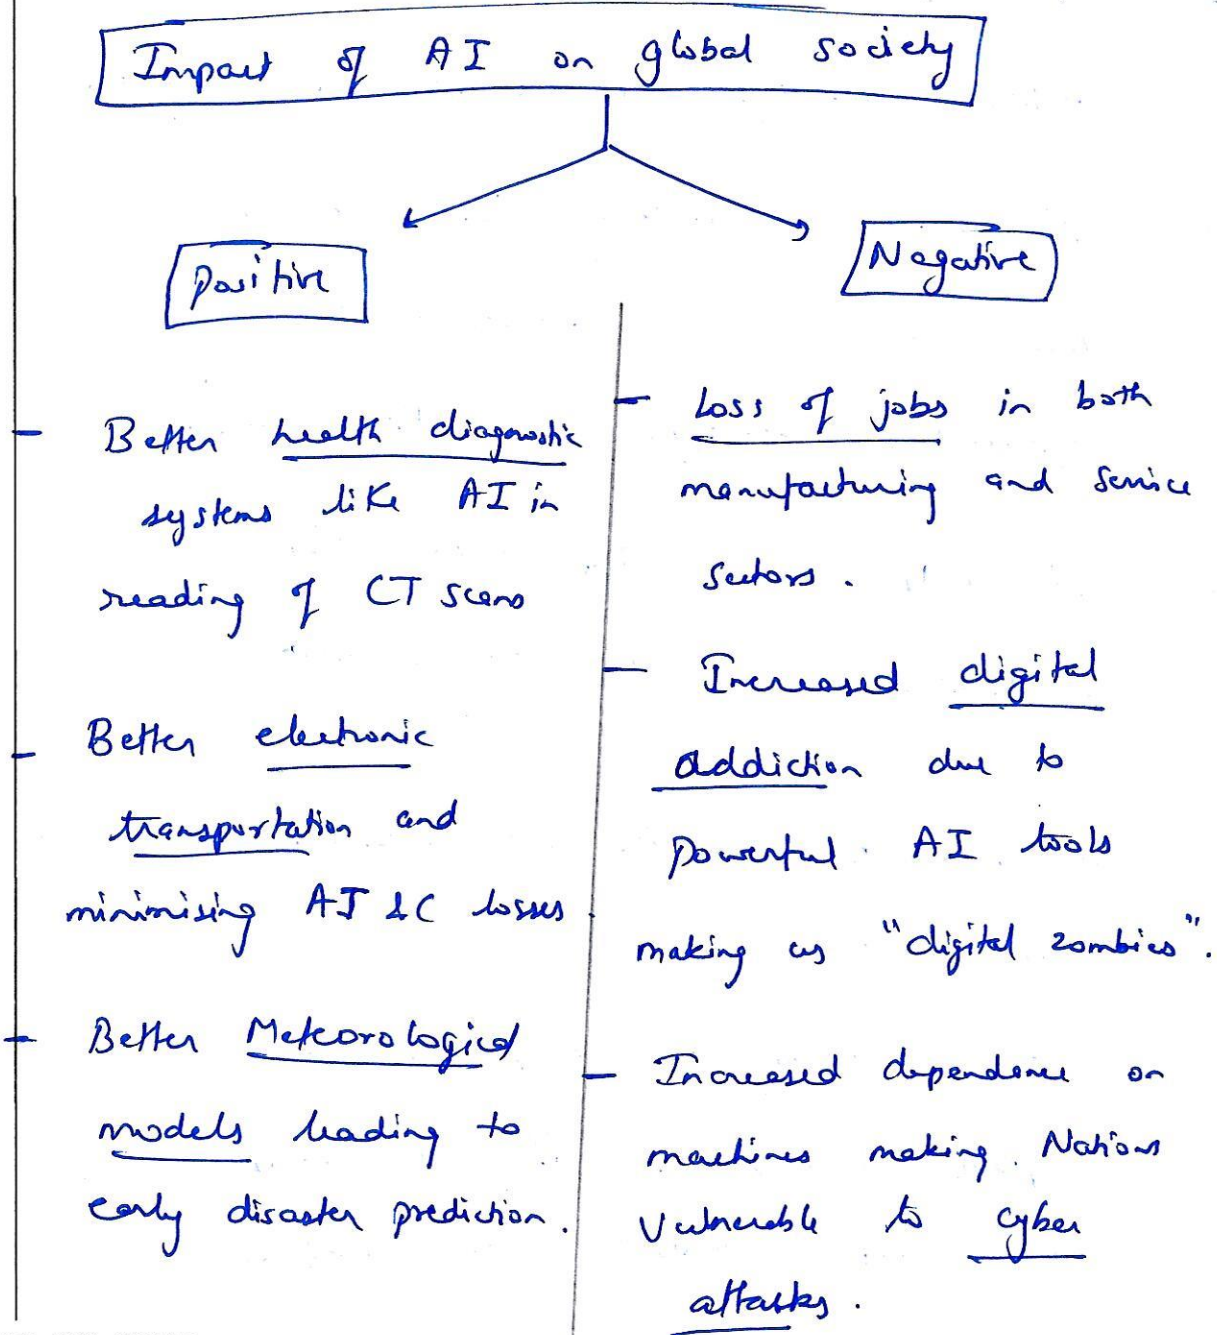 Impact of AI on global society
Positive
Negative
Better health diagnostic
systems like AI in
reading of CT scans
Better electronic
transportation and
minimising AT &C losses
Better Meteorological
models leading to
early disaster prediction.
Loss of jobs in both
manufacturing and service
sectors.
Increased digital
addiction due to
powerful AI tools
making us "digital zombies".
Increased dependence on
machines making Nations
vulnerable to cyber
attacks.